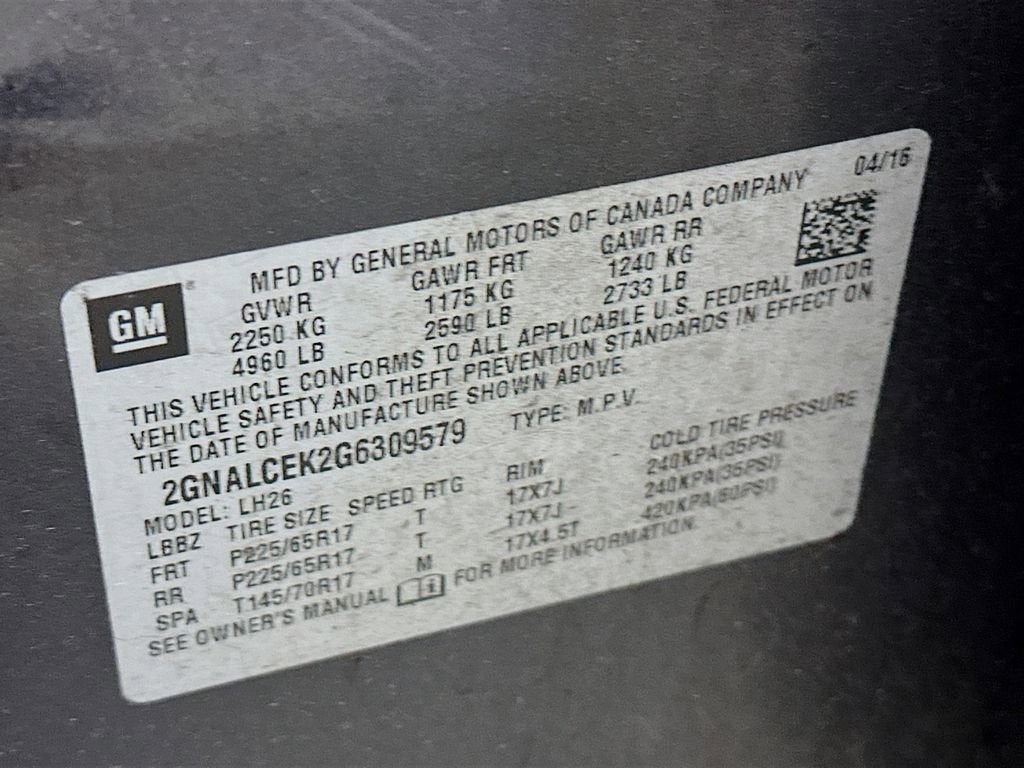 04/16
MFD BY GENERAL MOTORS OF CANADA COMPANY
GM
GVWR GAWR FRT GAWR RR
2250 KG 1175 KG 1240 KG
4960 LB 2590 LB 2733 LB
THIS VEHICLE CONFORMS TO ALL APPLICABLE U.S. FEDERAL MOTOR
VEHICLE SAFETY AND THEFT PREVENTION STANDARDS IN EFFECT ON
THE DATE OF MANUFACTURE SHOWN ABOVE.
2GNALCEK2G6309579 TYPE: M.P.V.
MODEL: LH26
LBBZ TIRE SIZE SPEED RTG RIM COLD TIRE PRESSURE
FRT P225/65R17 T 17X7J 240KPA(35PSI)
RR P225/65R17 T 17X7J 240KPA(35PSI)
SPA T145/70R17 M 17X4.5T 420KPA(60PSI)
SEE OWNER'S MANUAL FOR MORE INFORMATION.